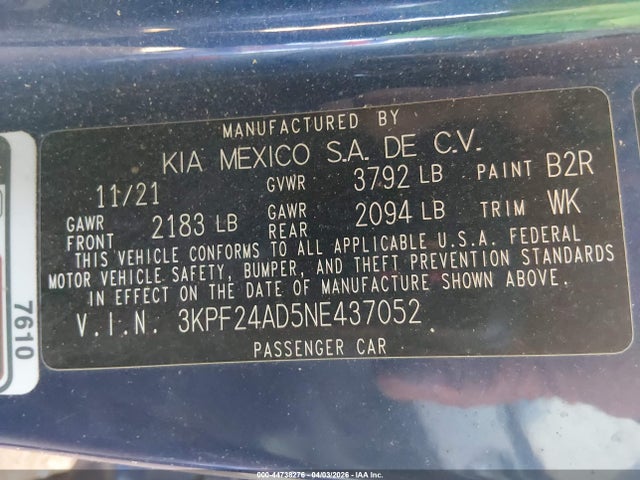 MANUFACTURED BY
KIA MEXICO S.A. DE C.V.
11/21 GVWR 3792 LB PAINT B2R
GAWR FRONT 2183 LB GAWR REAR 2094 LB TRIM WK
THIS VEHICLE CONFORMS TO ALL APPLICABLE U.S.A. FEDERAL
MOTOR VEHICLE SAFETY, BUMPER, AND THEFT PREVENTION STANDARDS
IN EFFECT ON THE DATE OF MANUFACTURE SHOWN ABOVE.
V.I.N. 3KPF24AD5NE437052
PASSENGER CAR
7610
000-44738276 - 04/03/2026 - IAA Inc.